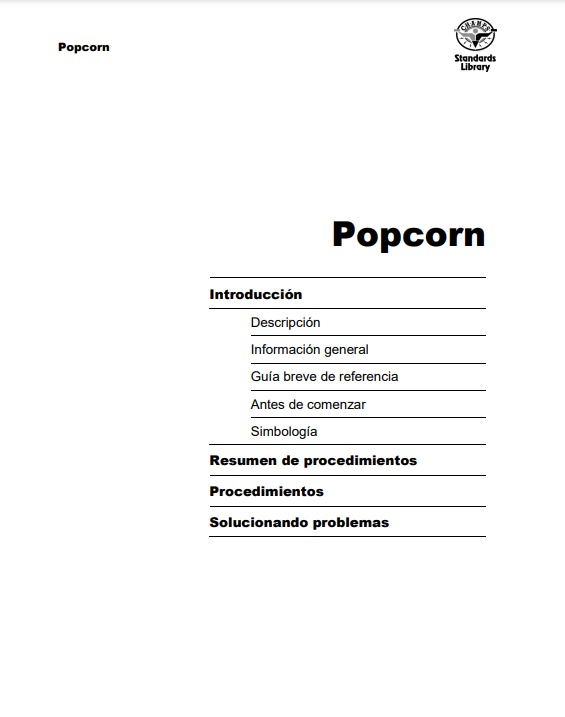 Popcorn
CHAMPS
Standards
Library
Popcorn
Introducción
Descripción
Información general
Guía breve de referencia
Antes de comenzar
Simbología
Resumen de procedimientos
Procedimientos
Solucionando problemas